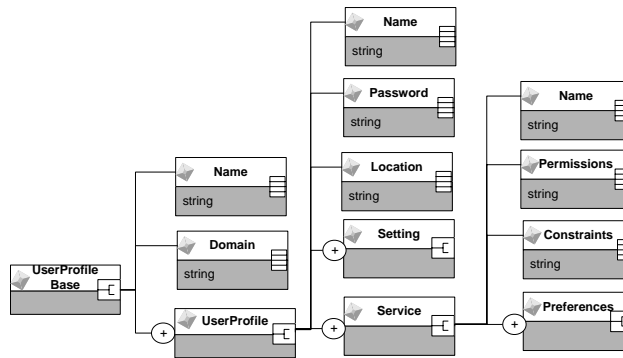 Name
string
Password
string
Name
string
Location
string
Name
string
Permissions
string
Setting
Domain
string
Constraints
string
UserProfile
Base
UserProfile
Service
Preferences